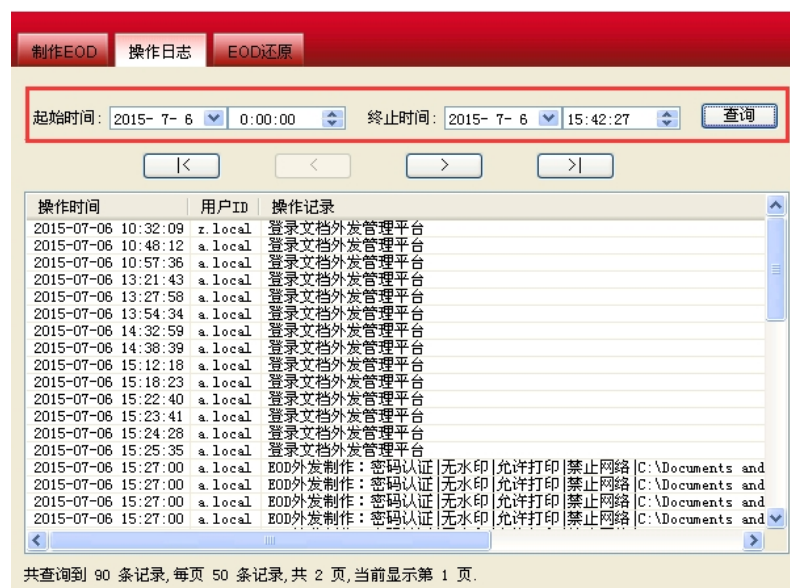 制作EOD 操作日志 EOD还原
起始时间: 2015- 7- 6 0:00:00 终止时间: 2015- 7- 6 15:42:27 查询
|< < > >|
操作时间 用户ID 操作记录
2015-07-06 10:32:09 z.local 登录文档外发管理平台
2015-07-06 10:48:12 a.local 登录文档外发管理平台
2015-07-06 10:57:36 a.local 登录文档外发管理平台
2015-07-06 13:21:43 a.local 登录文档外发管理平台
2015-07-06 13:27:58 a.local 登录文档外发管理平台
2015-07-06 13:54:34 a.local 登录文档外发管理平台
2015-07-06 14:32:59 a.local 登录文档外发管理平台
2015-07-06 14:38:39 a.local 登录文档外发管理平台
2015-07-06 15:12:18 a.local 登录文档外发管理平台
2015-07-06 15:18:23 a.local 登录文档外发管理平台
2015-07-06 15:22:40 a.local 登录文档外发管理平台
2015-07-06 15:23:41 a.local 登录文档外发管理平台
2015-07-06 15:24:28 a.local 登录文档外发管理平台
2015-07-06 15:25:35 a.local 登录文档外发管理平台
2015-07-06 15:27:00 a.local EOD外发制作：密码认证|无水印|允许打印|禁止网络|C:\Documents and
2015-07-06 15:27:00 a.local EOD外发制作：密码认证|无水印|允许打印|禁止网络|C:\Documents and
2015-07-06 15:27:00 a.local EOD外发制作：密码认证|无水印|允许打印|禁止网络|C:\Documents and
2015-07-06 15:27:00 a.local EOD外发制作：密码认证|无水印|允许打印|禁止网络|C:\Documents and
共查询到 90 条记录,每页 50 条记录,共 2 页,当前显示第 1 页.